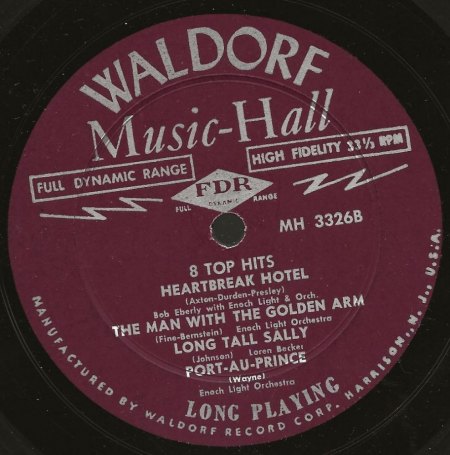 WALDORF
Music-Hall
FULL DYNAMIC RANGE
HIGH FIDELITY 33⅓ RPM
FDR
FULL DYNAMIC RANGE
MH 3326B
8 TOP HITS
HEARTBREAK HOTEL
(Axton-Durden-Presley)
Bob Eberly with Enoch Light & Orch.
THE MAN WITH THE GOLDEN ARM
(Fine-Bernstein) Enoch Light Orchestra
LONG TALL SALLY
(Johnson) Loren Becker
PORT-AU-PRINCE
(Wayne)
Enoch Light Orchestra
LONG PLAYING
MANUFACTURED BY WALDORF RECORD CORP. HARRISON, N. J., U.S.A.